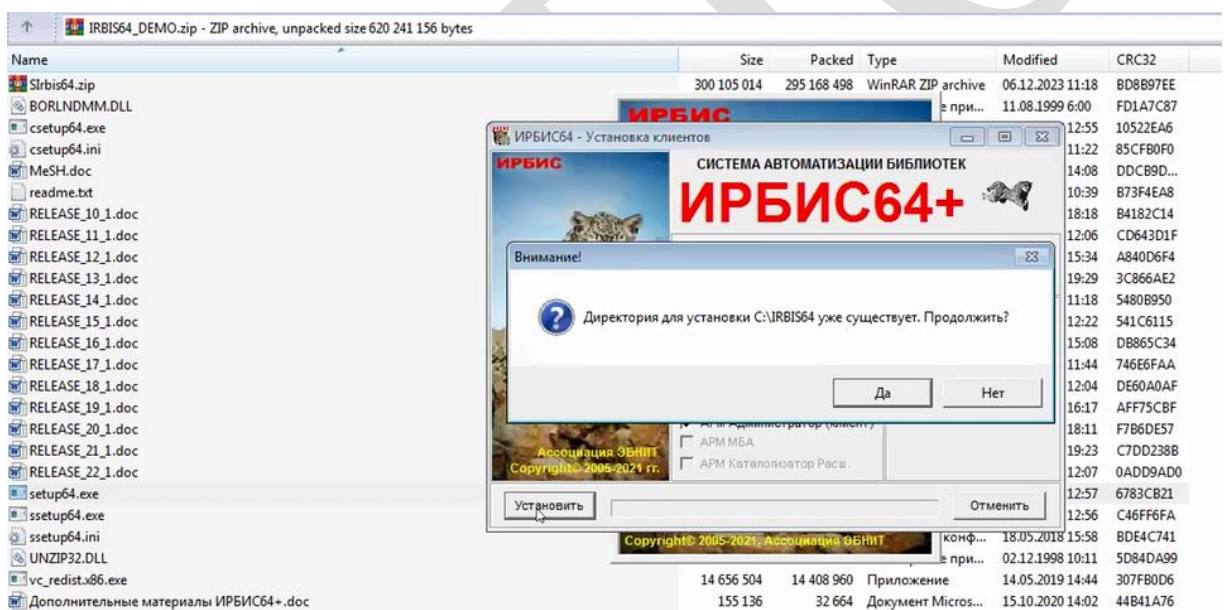 IRBIS64_DEMO.zip - ZIP archive, unpacked size 620 241 156 bytes
Name Size Packed Type Modified CRC32
SIrbis64.zip 300 105 014 295 168 498 WinRAR ZIP archive 06.12.2023 11:18 BD8B97EE
BORLNDMM.DLL е при... 11.08.1999 6:00 FD1A7C87
csetup64.exe 12:55 10522EA6
csetup64.ini 11:22 85CFB0F0
MeSH.doc 14:08 DDCB9D...
readme.txt 10:39 B73F4EA8
RELEASE_10_1.doc 18:18 B4182C14
RELEASE_11_1.doc 12:06 CD643D1F
RELEASE_12_1.doc 15:34 A840D6F4
RELEASE_13_1.doc 19:29 3C866AE2
RELEASE_14_1.doc 11:18 5480B950
RELEASE_15_1.doc 12:22 541C6115
RELEASE_16_1.doc 15:08 DB865C34
RELEASE_17_1.doc 11:44 746E6FAA
RELEASE_18_1.doc 12:04 DE60A0AF
RELEASE_19_1.doc 16:17 AFF75CBF
RELEASE_20_1.doc 18:11 F7B6DE57
RELEASE_21_1.doc 19:23 C7DD238B
RELEASE_22_1.doc 12:07 0ADD9AD0
setup64.exe 12:57 6783CB21
ssetup64.exe 12:56 C46FF6FA
ssetup64.ini конф... 18.05.2018 15:58 BDE4C741
UNZIP32.DLL е при... 02.12.1998 10:11 5D84DA99
vc_redist.x86.exe 14 656 504 14 408 960 Приложение 14.05.2019 14:44 307FB0D6
Дополнительные материалы ИРБИС64+.doc 155 136 32 664 Документ Micros... 15.10.2020 14:02 44B41A76
ИРБИС
ИРБИС64 - Установка клиентов
ИРБИС
СИСТЕМА АВТОМАТИЗАЦИИ БИБЛИОТЕК
ИРБИС64+
Внимание!
Директория для установки C:\IRBIS64 уже существует. Продолжить?
Да Нет
АРМ Администратор (клиент)
АРМ МБА
АРМ Каталогизатор Расш.
Ассоциация ЭБНИТ
Copyright© 2005-2021 гг.
Установить Отменить
Copyright© 2005-2021, Ассоциация ЭБНИТ